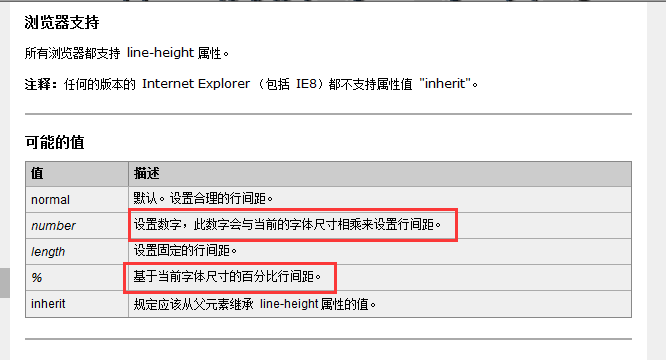 浏览器支持
所有浏览器都支持 line-height 属性。
注释：任何的版本的 Internet Explorer （包括 IE8）都不支持属性值 "inherit"。
可能的值
值 描述
normal 默认。设置合理的行间距。
number 设置数字，此数字会与当前的字体尺寸相乘来设置行间距。
length 设置固定的行间距。
% 基于当前字体尺寸的百分比行间距。
inherit 规定应该从父元素继承 line-height 属性的值。